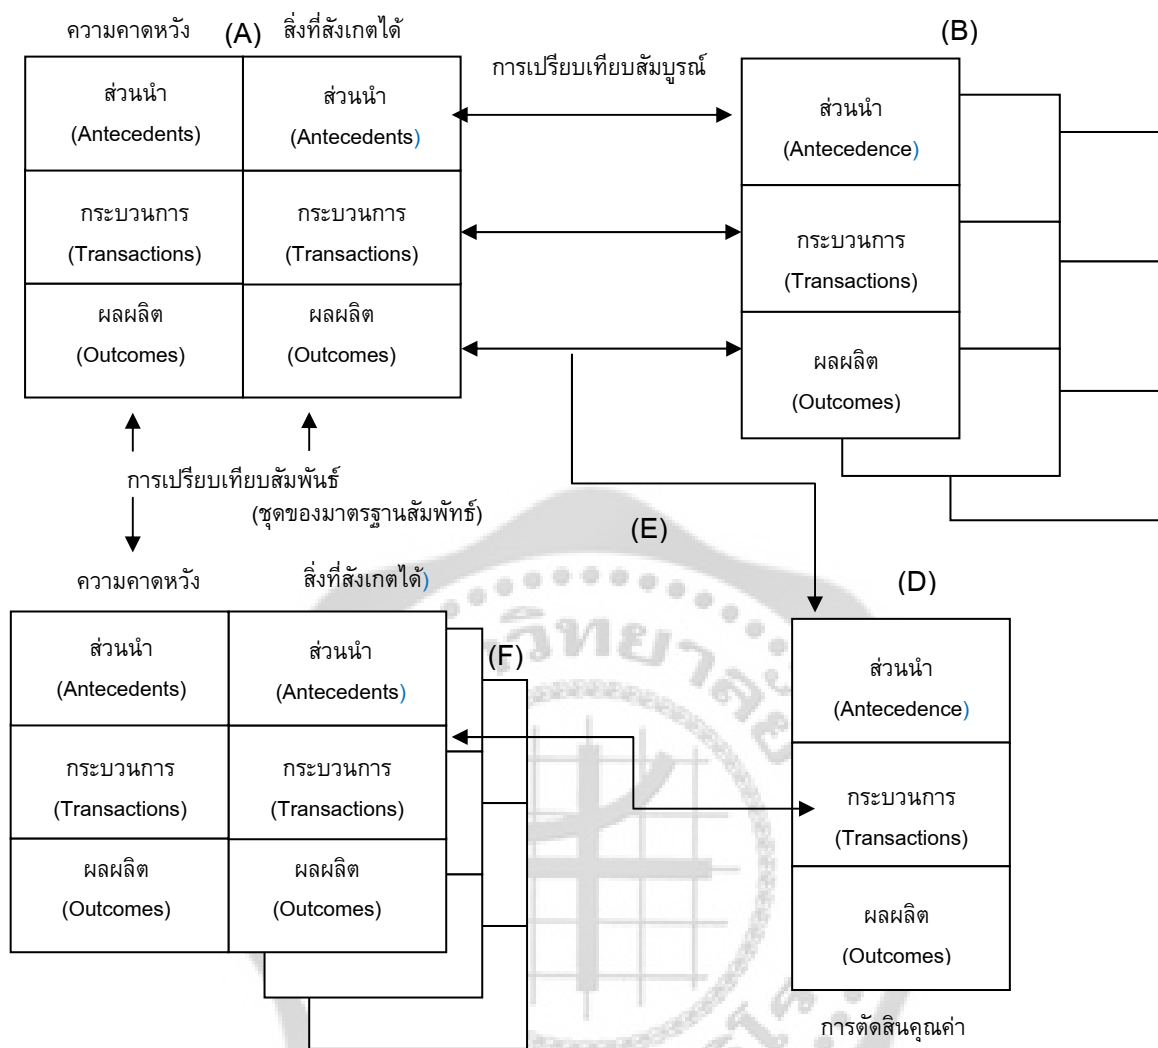 ความคาดหวัง (A) สิ่งที่สังเกตได้
ส่วนนำ
(Antecedents)
ส่วนนำ
(Antecedents)
กระบวนการ
(Transactions)
กระบวนการ
(Transactions)
ผลผลิต
(Outcomes)
ผลผลิต
(Outcomes)
การเปรียบเทียบสัมบูรณ์
(B)
ส่วนนำ
(Antecedence)
กระบวนการ
(Transactions)
ผลผลิต
(Outcomes)
การเปรียบเทียบสัมพันธ์
(ชุดของมาตรฐานสัมพัทธ์)
(E)
ความคาดหวัง
สิ่งที่สังเกตได้)
ส่วนนำ
(Antecedents)
ส่วนนำ
(Antecedents)
(F)
กระบวนการ
(Transactions)
กระบวนการ
(Transactions)
ผลผลิต
(Outcomes)
ผลผลิต
(Outcomes)
(D)
ส่วนนำ
(Antecedence)
กระบวนการ
(Transactions)
ผลผลิต
(Outcomes)
การตัดสินคุณค่า